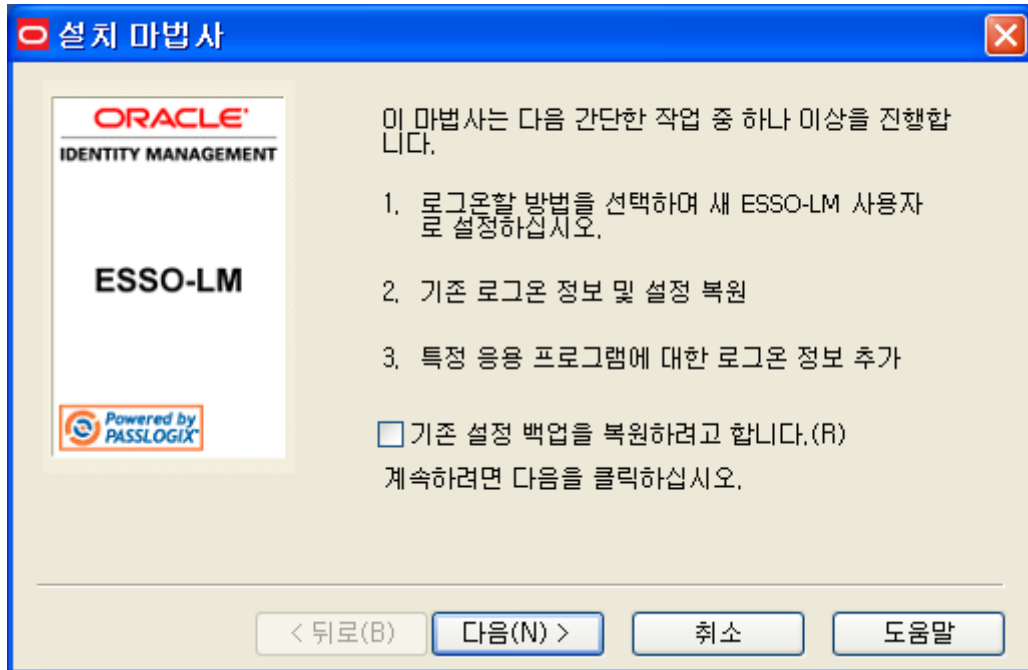 설치 마법사
ORACLE'
IDENTITY MANAGEMENT
ESSO-LM
Powered by
PASSLOGIX
이 마법사는 다음 간단한 작업 중 하나 이상을 진행합
니다.
1. 로그온할 방법을 선택하여 새 ESSO-LM 사용자
로 설정하십시오.
2. 기존 로그온 정보 및 설정 복원
3. 특정 응용 프로그램에 대한 로그온 정보 추가
기존 설정 백업을 복원하려고 합니다.(R)
계속하려면 다음을 클릭하십시오.
< 뒤로(B)
다음(N) >
취소
도움말